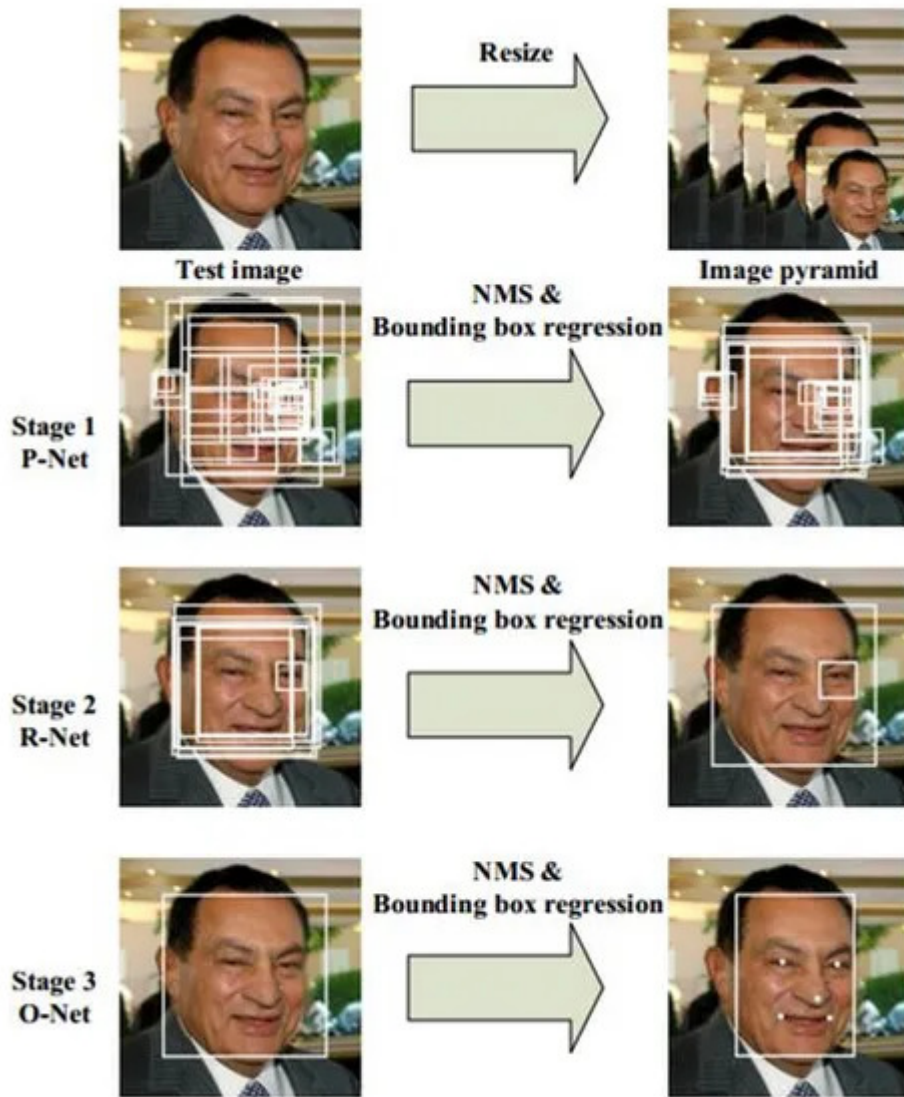 Resize
Test image
Image pyramid
NMS &
Bounding box regression
Stage 1
P-Net
NMS &
Bounding box regression
Stage 2
R-Net
NMS &
Bounding box regression
Stage 3
O-Net